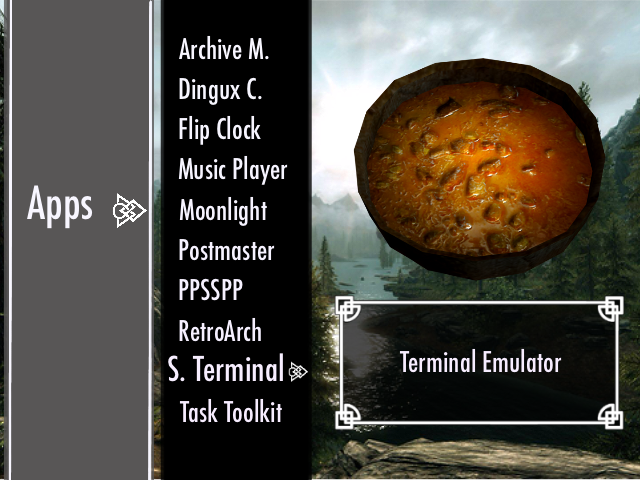 Apps
Archive M.
Dingux C.
Flip Clock
Music Player
Moonlight
Postmaster
PPSSPP
RetroArch
S. Terminal
Task Toolkit
Terminal Emulator